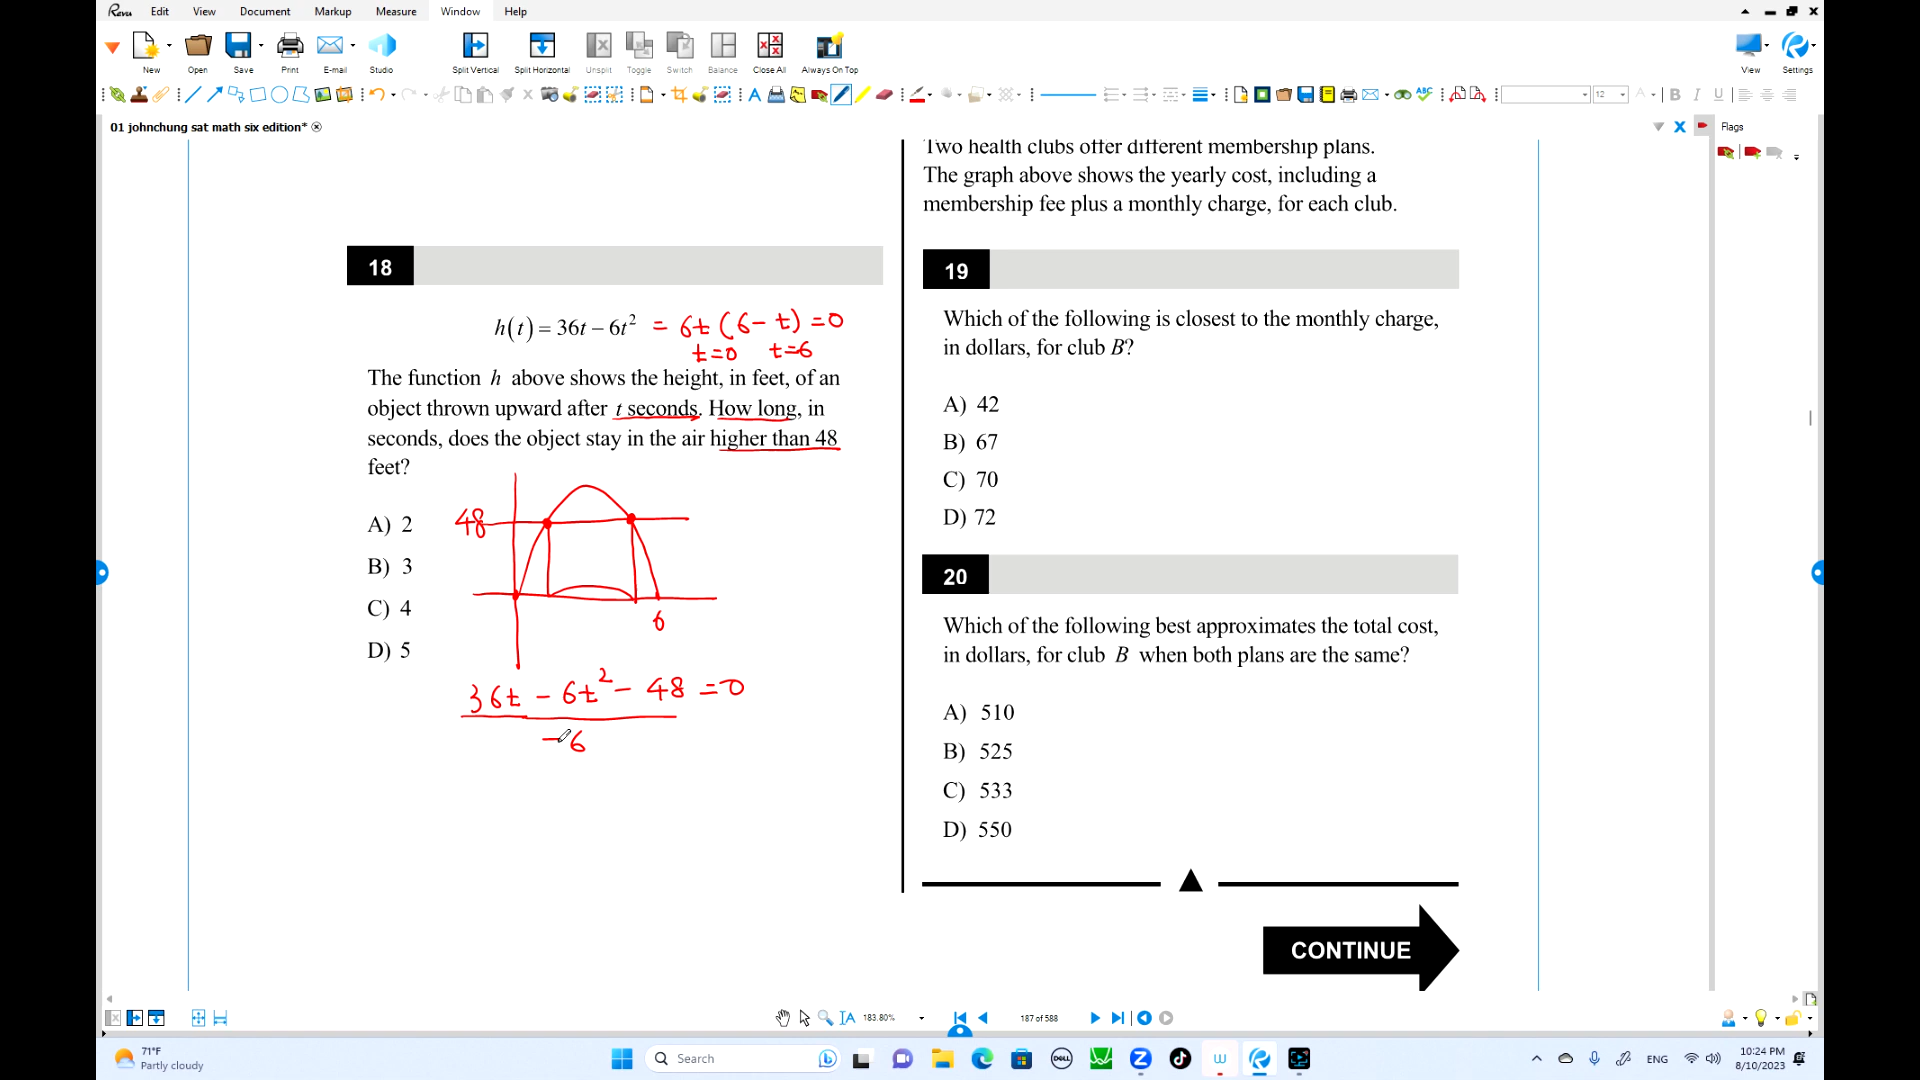 Revu File Edit View Document Markup Measure Window Help
New Open Save Print E-mail Studio Split Vertical Split Horizontal Unsplit Toggle Switch Balance Close All Always On Top View Settings
12
01 johnchung sat math six edition*
Flags
18
h(t) = 36t – 6t² = 6t (6 – t) = 0
t=0 t=6
The function h above shows the height, in feet, of an
object thrown upward after t seconds. How long, in
seconds, does the object stay in the air higher than 48
feet?
A) 2
B) 3
C) 4
D) 5
48
6
36t – 6t² – 48 = 0
–6
Two health clubs offer different membership plans.
The graph above shows the yearly cost, including a
membership fee plus a monthly charge, for each club.
19
Which of the following is closest to the monthly charge,
in dollars, for club B?
A) 42
B) 67
C) 70
D) 72
20
Which of the following best approximates the total cost,
in dollars, for club B when both plans are the same?
A) 510
B) 525
C) 533
D) 550
CONTINUE
183.80%
187 of 588
71°F
Partly cloudy
Search
DELL
ENG
10:24 PM
8/10/2023